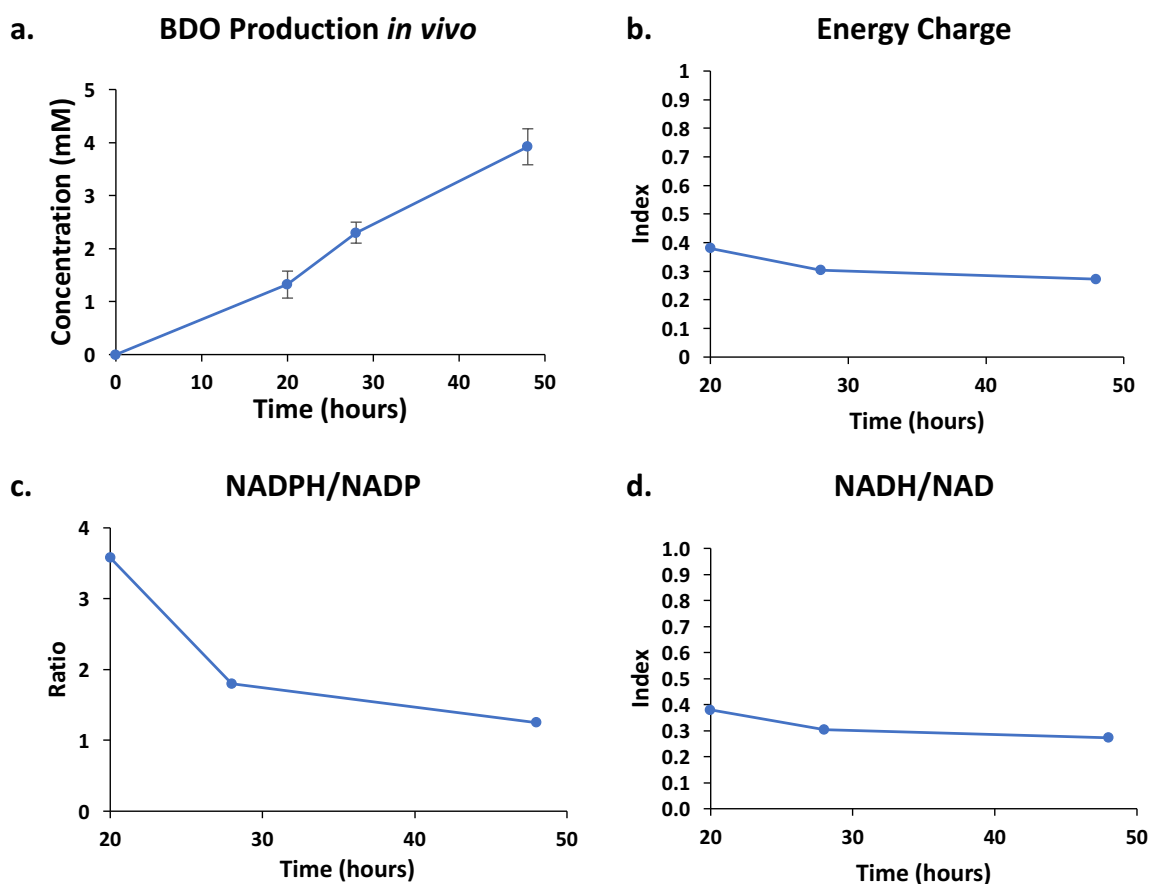 a. BDO Production in vivo
Concentration (mM)
5
4
3
2
1
0
0 10 20 30 40 50
Time (hours)
b. Energy Charge
Index
1
0.9
0.8
0.7
0.6
0.5
0.4
0.3
0.2
0.1
0
20 30 40 50
Time (hours)
c. NADPH/NADP
Ratio
4
3
2
1
0
20 30 40 50
Time (hours)
d. NADH/NAD
Index
1.0
0.9
0.8
0.7
0.6
0.5
0.4
0.3
0.2
0.1
0.0
20 30 40 50
Time (hours)